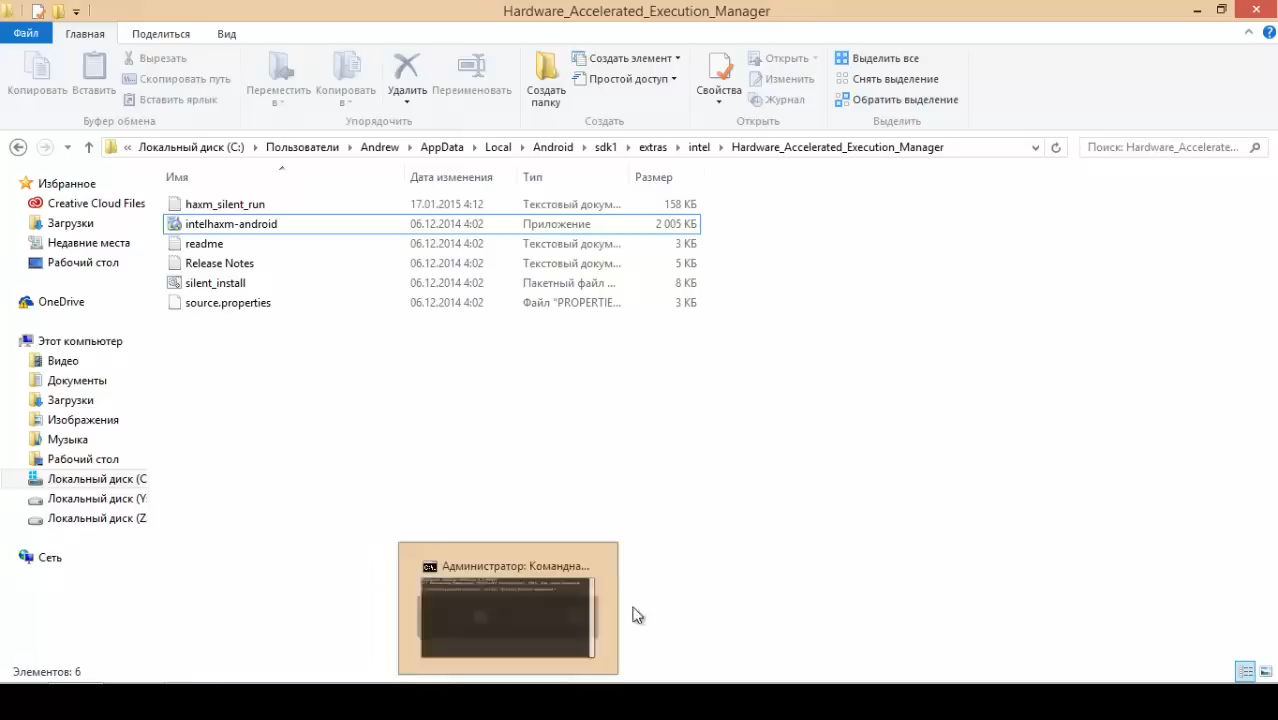 Hardware_Accelerated_Execution_Manager
Файл Главная Поделиться Вид
Копировать Вставить Вырезать Скопировать путь Вставить ярлык
Буфер обмена
Переместить в Копировать в Удалить Переименовать
Упорядочить
Создать папку Создать элемент Простой доступ
Создать
Свойства Открыть Изменить Журнал
Открыть
Выделить все Снять выделение Обратить выделение
Выделить
« Локальный диск (C:) Пользователи Andrew AppData Local Android sdk1 extras intel Hardware_Accelerated_Execution_Manager
Поиск: Hardware_Accelerate...
Избранное
Creative Cloud Files
Загрузки
Недавние места
Рабочий стол
OneDrive
Этот компьютер
Видео
Документы
Загрузки
Изображения
Музыка
Рабочий стол
Локальный диск (C
Локальный диск (Y
Локальный диск (Z
Сеть
Имя Дата изменения Тип Размер
haxm_silent_run 17.01.2015 4:12 Текстовый докум... 158 КБ
intelhaxm-android 06.12.2014 4:02 Приложение 2 005 КБ
readme 06.12.2014 4:02 Текстовый докум... 3 КБ
Release Notes 06.12.2014 4:02 Текстовый докум... 5 КБ
silent_install 06.12.2014 4:02 Пакетный файл ... 8 КБ
source.properties 06.12.2014 4:02 Файл "PROPERTIE... 3 КБ
Администратор: Командна...
Элементов: 6